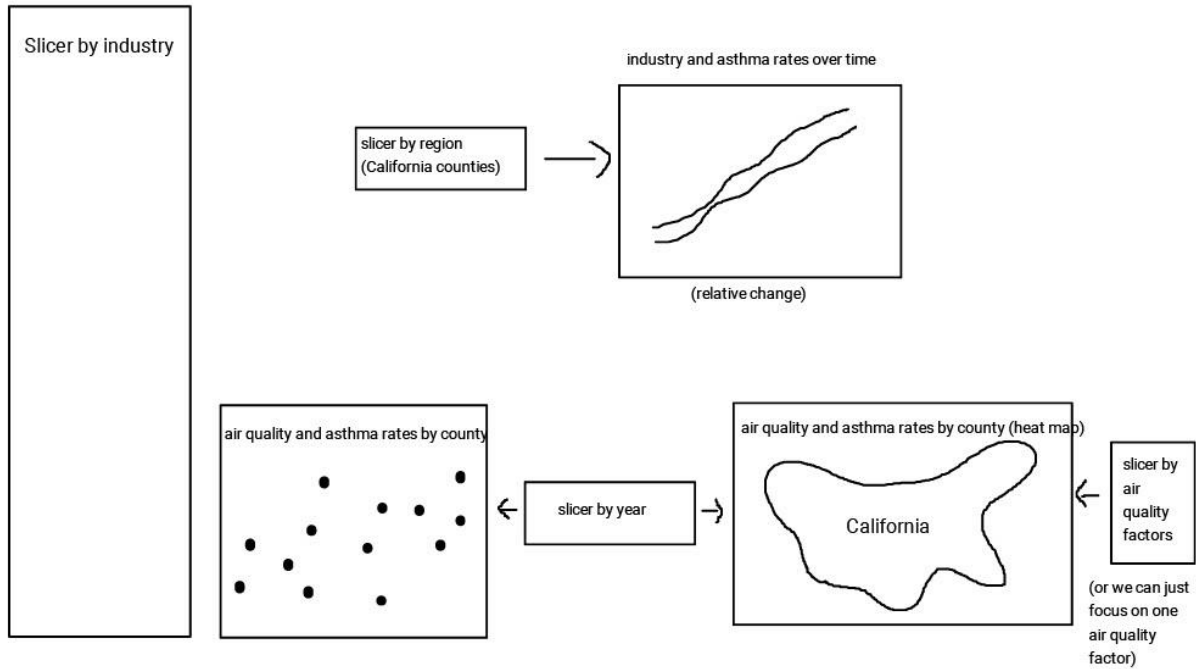 Slicer by industry
industry and asthma rates over time
slicer by region
(California counties)
(relative change)
air quality and asthma rates by county
slicer by year
air quality and asthma rates by county (heat map)
California
slicer by
air
quality
factors
(or we can just
focus on one
air quality
factor)